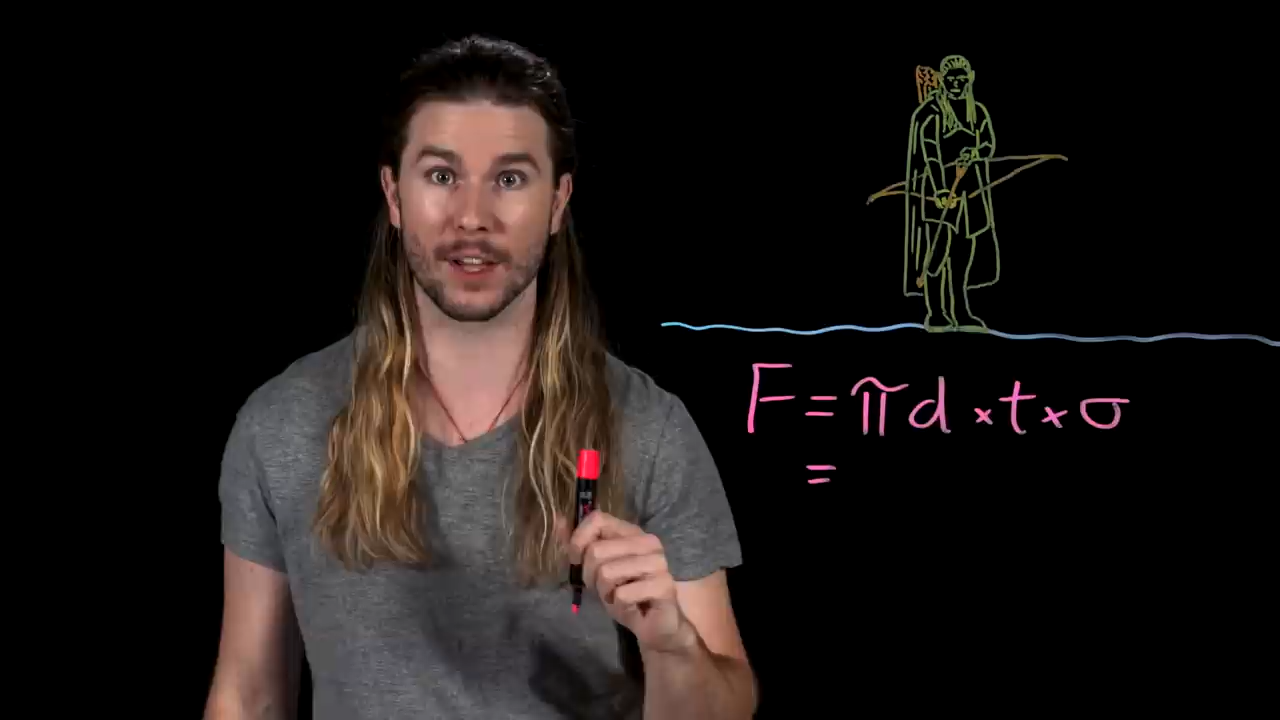 F = πd × t × σ
=